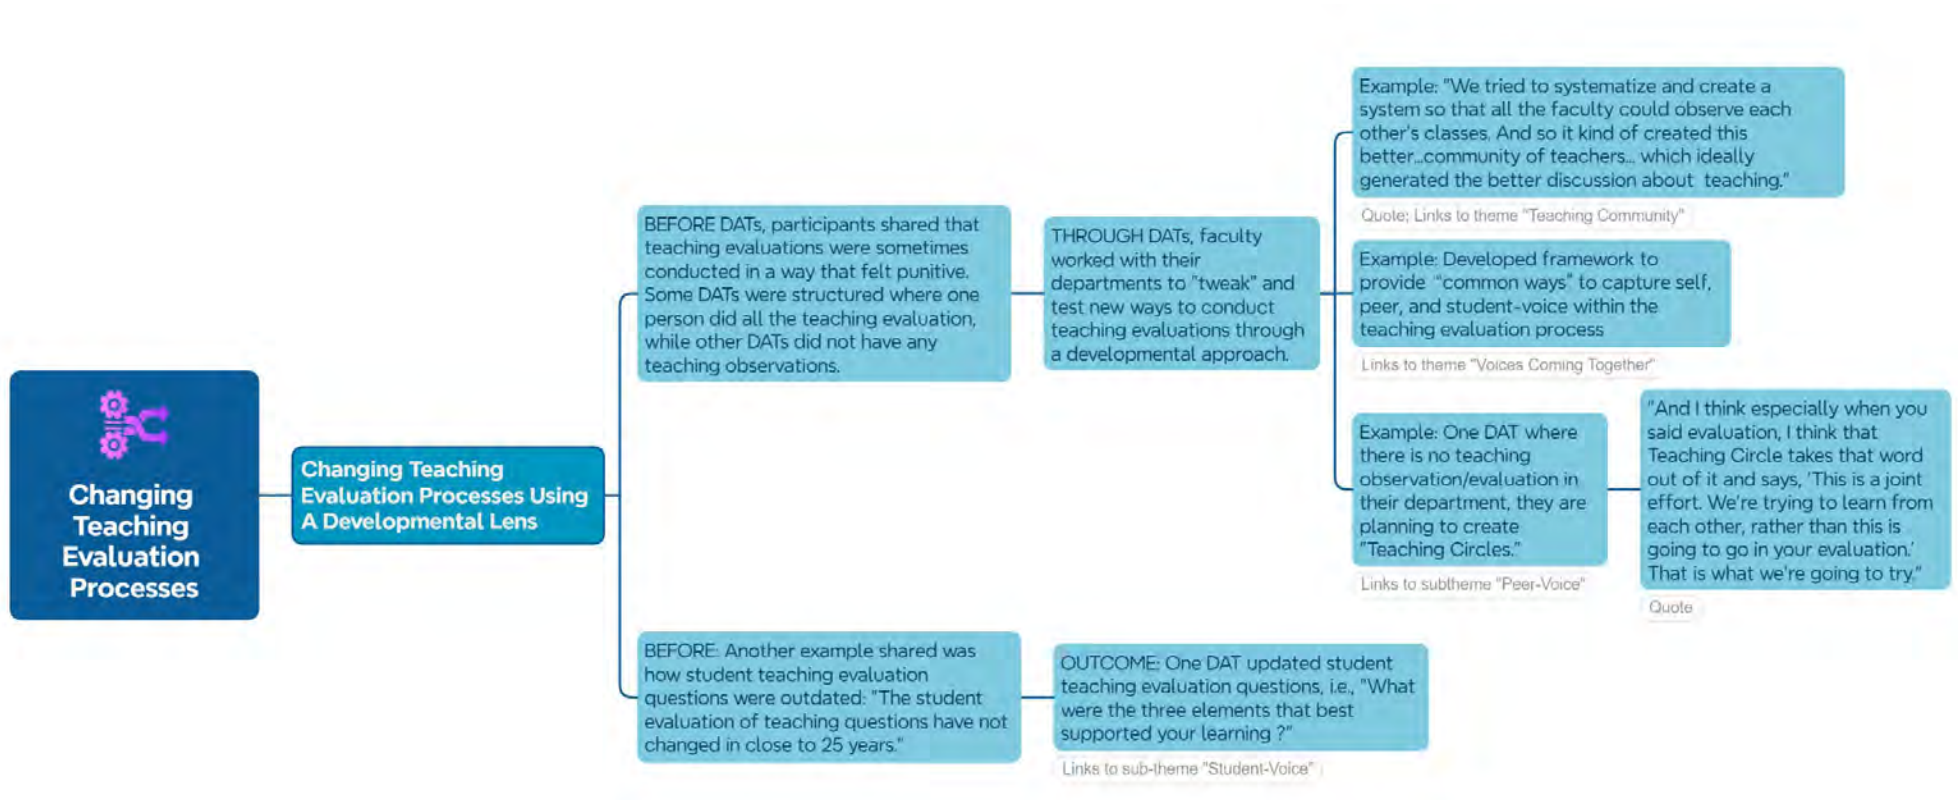 Changing
Teaching
Evaluation
Processes
Changing Teaching
Evaluation Processes Using
A Developmental Lens
BEFORE DATs, participants shared that
teaching evaluations were sometimes
conducted in a way that felt punitive.
Some DATs were structured where one
person did all the teaching evaluation,
while other DATs did not have any
teaching observations.
THROUGH DATs, faculty
worked with their
departments to "tweak" and
test new ways to conduct
teaching evaluations through
a developmental approach.
Example: "We tried to systematize and create a
system so that all the faculty could observe each
other's classes. And so it kind of created this
better...community of teachers... which ideally
generated the better discussion about teaching."
Quote; Links to theme "Teaching Community"
Example: Developed framework to
provide "common ways" to capture self,
peer, and student-voice within the
teaching evaluation process
Links to theme "Voices Coming Together"
Example: One DAT where
there is no teaching
observation/evaluation in
their department, they are
planning to create
"Teaching Circles."
Links to subtheme "Peer-Voice"
"And I think especially when you
said evaluation, I think that
Teaching Circle takes that word
out of it and says, 'This is a joint
effort. We're trying to learn from
each other, rather than this is
going to go in your evaluation.'
That is what we're going to try."
Quote
BEFORE: Another example shared was
how student teaching evaluation
questions were outdated: "The student
evaluation of teaching questions have not
changed in close to 25 years."
OUTCOME: One DAT updated student
teaching evaluation questions, i.e., "What
were the three elements that best
supported your learning ?"
Links to sub-theme "Student-Voice"